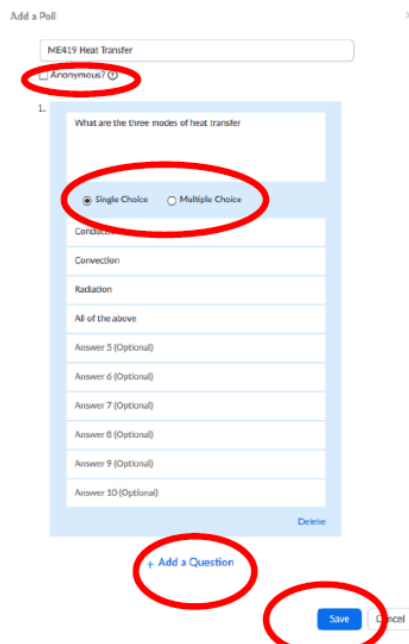 Add a Poll
ME419 Heat Transfer
Anonymous?
1.
What are the three modes of heat transfer
Single Choice Multiple Choice
Conduction
Convection
Radiation
All of the above
Answer 5 (Optional)
Answer 6 (Optional)
Answer 7 (Optional)
Answer 8 (Optional)
Answer 9 (Optional)
Answer 10 (Optional)
Delete
+ Add a Question
Save Cancel